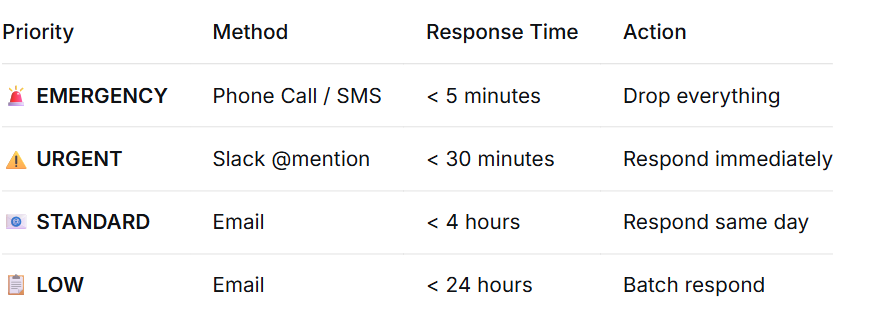 Priority Method Response Time Action
🚨 EMERGENCY Phone Call / SMS < 5 minutes Drop everything
⚠️ URGENT Slack @mention < 30 minutes Respond immediately
📧 STANDARD Email < 4 hours Respond same day
📋 LOW Email < 24 hours Batch respond